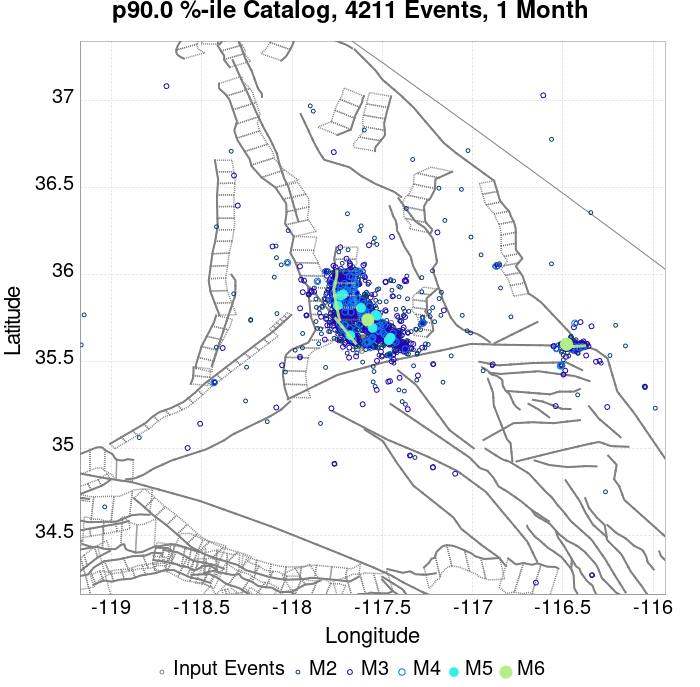 p90.0 %-ile Catalog, 4211 Events, 1 Month
37
36.5
36
35.5
35
34.5
Latitude
-119 -118.5 -118 -117.5 -117 -116.5 -116
Longitude
Input Events M2 M3 M4 M5 M6